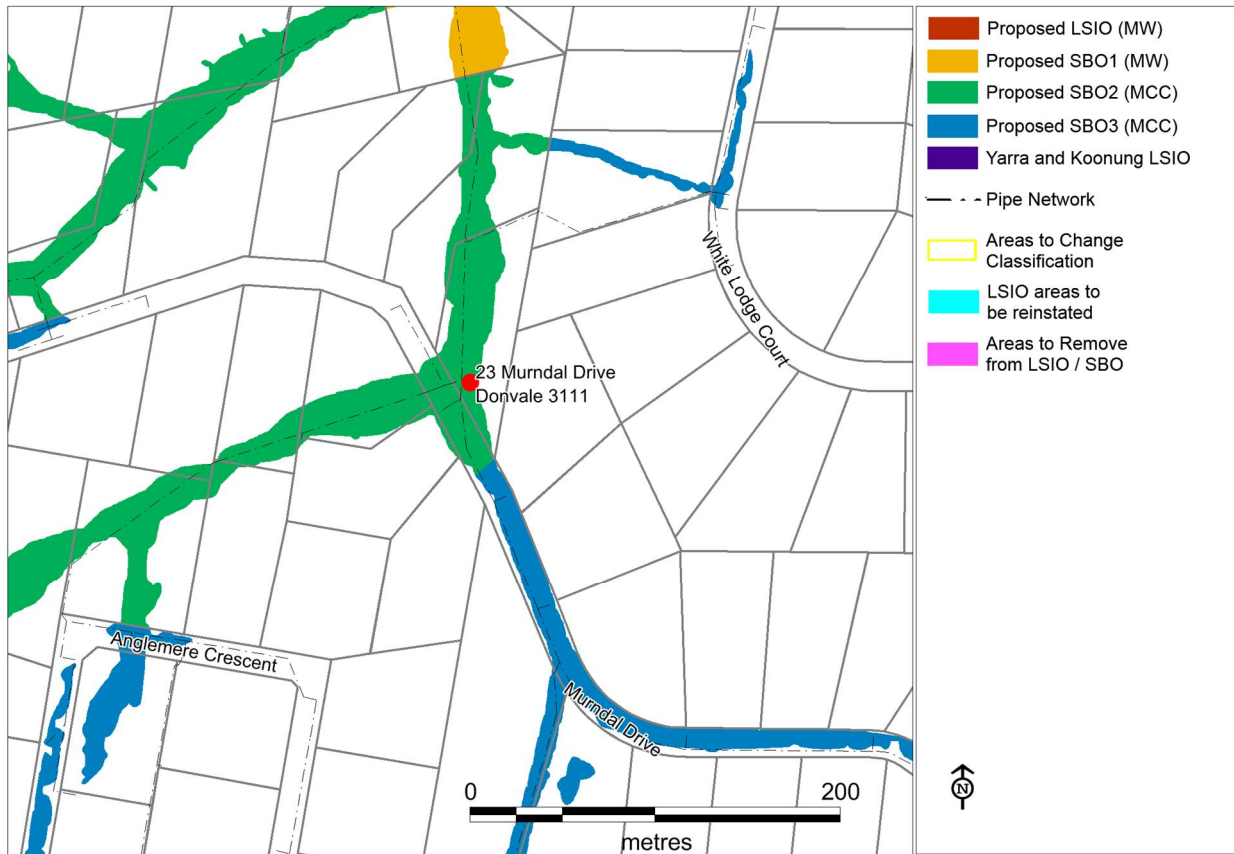 White Lodge Court
23 Murndal Drive
Donvale 3111
Anglemere Crescent
Murndal Drive
0 200
metres
Proposed LSIO (MW)
Proposed SBO1 (MW)
Proposed SBO2 (MCC)
Proposed SBO3 (MCC)
Yarra and Koonung LSIO
Pipe Network
Areas to Change
Classification
LSIO areas to
be reinstated
Areas to Remove
from LSIO / SBO
N